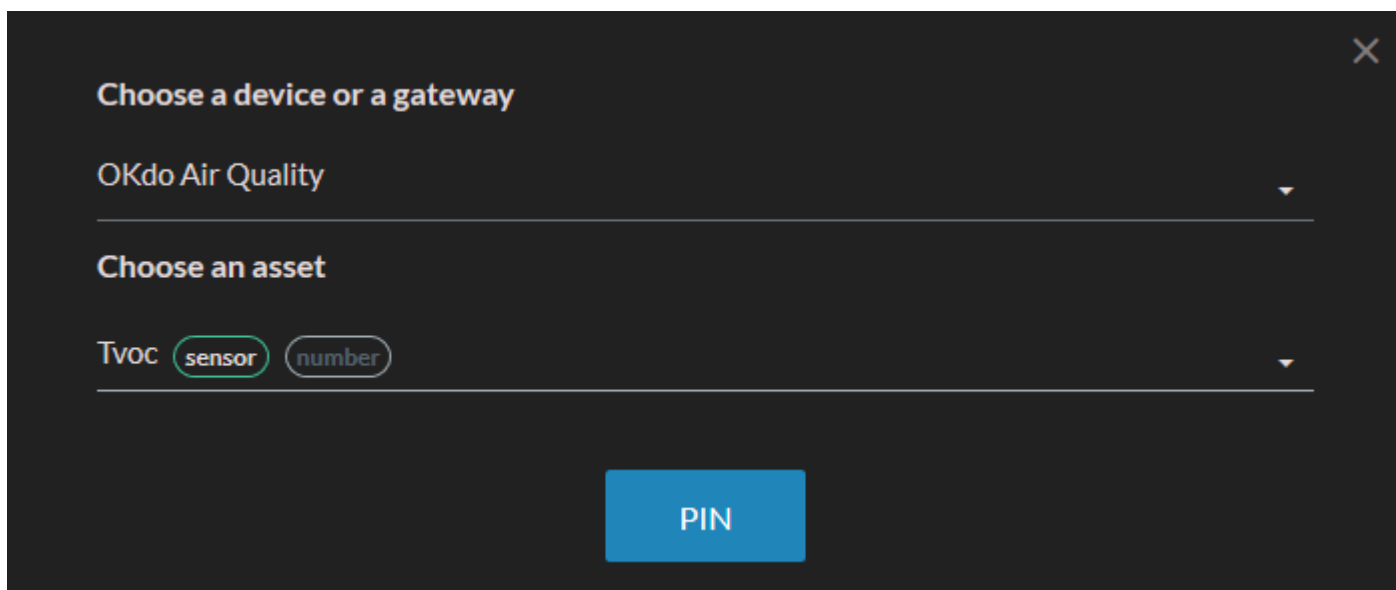 Choose a device or a gateway
OKdo Air Quality
Choose an asset
Tvoc sensor number
PIN